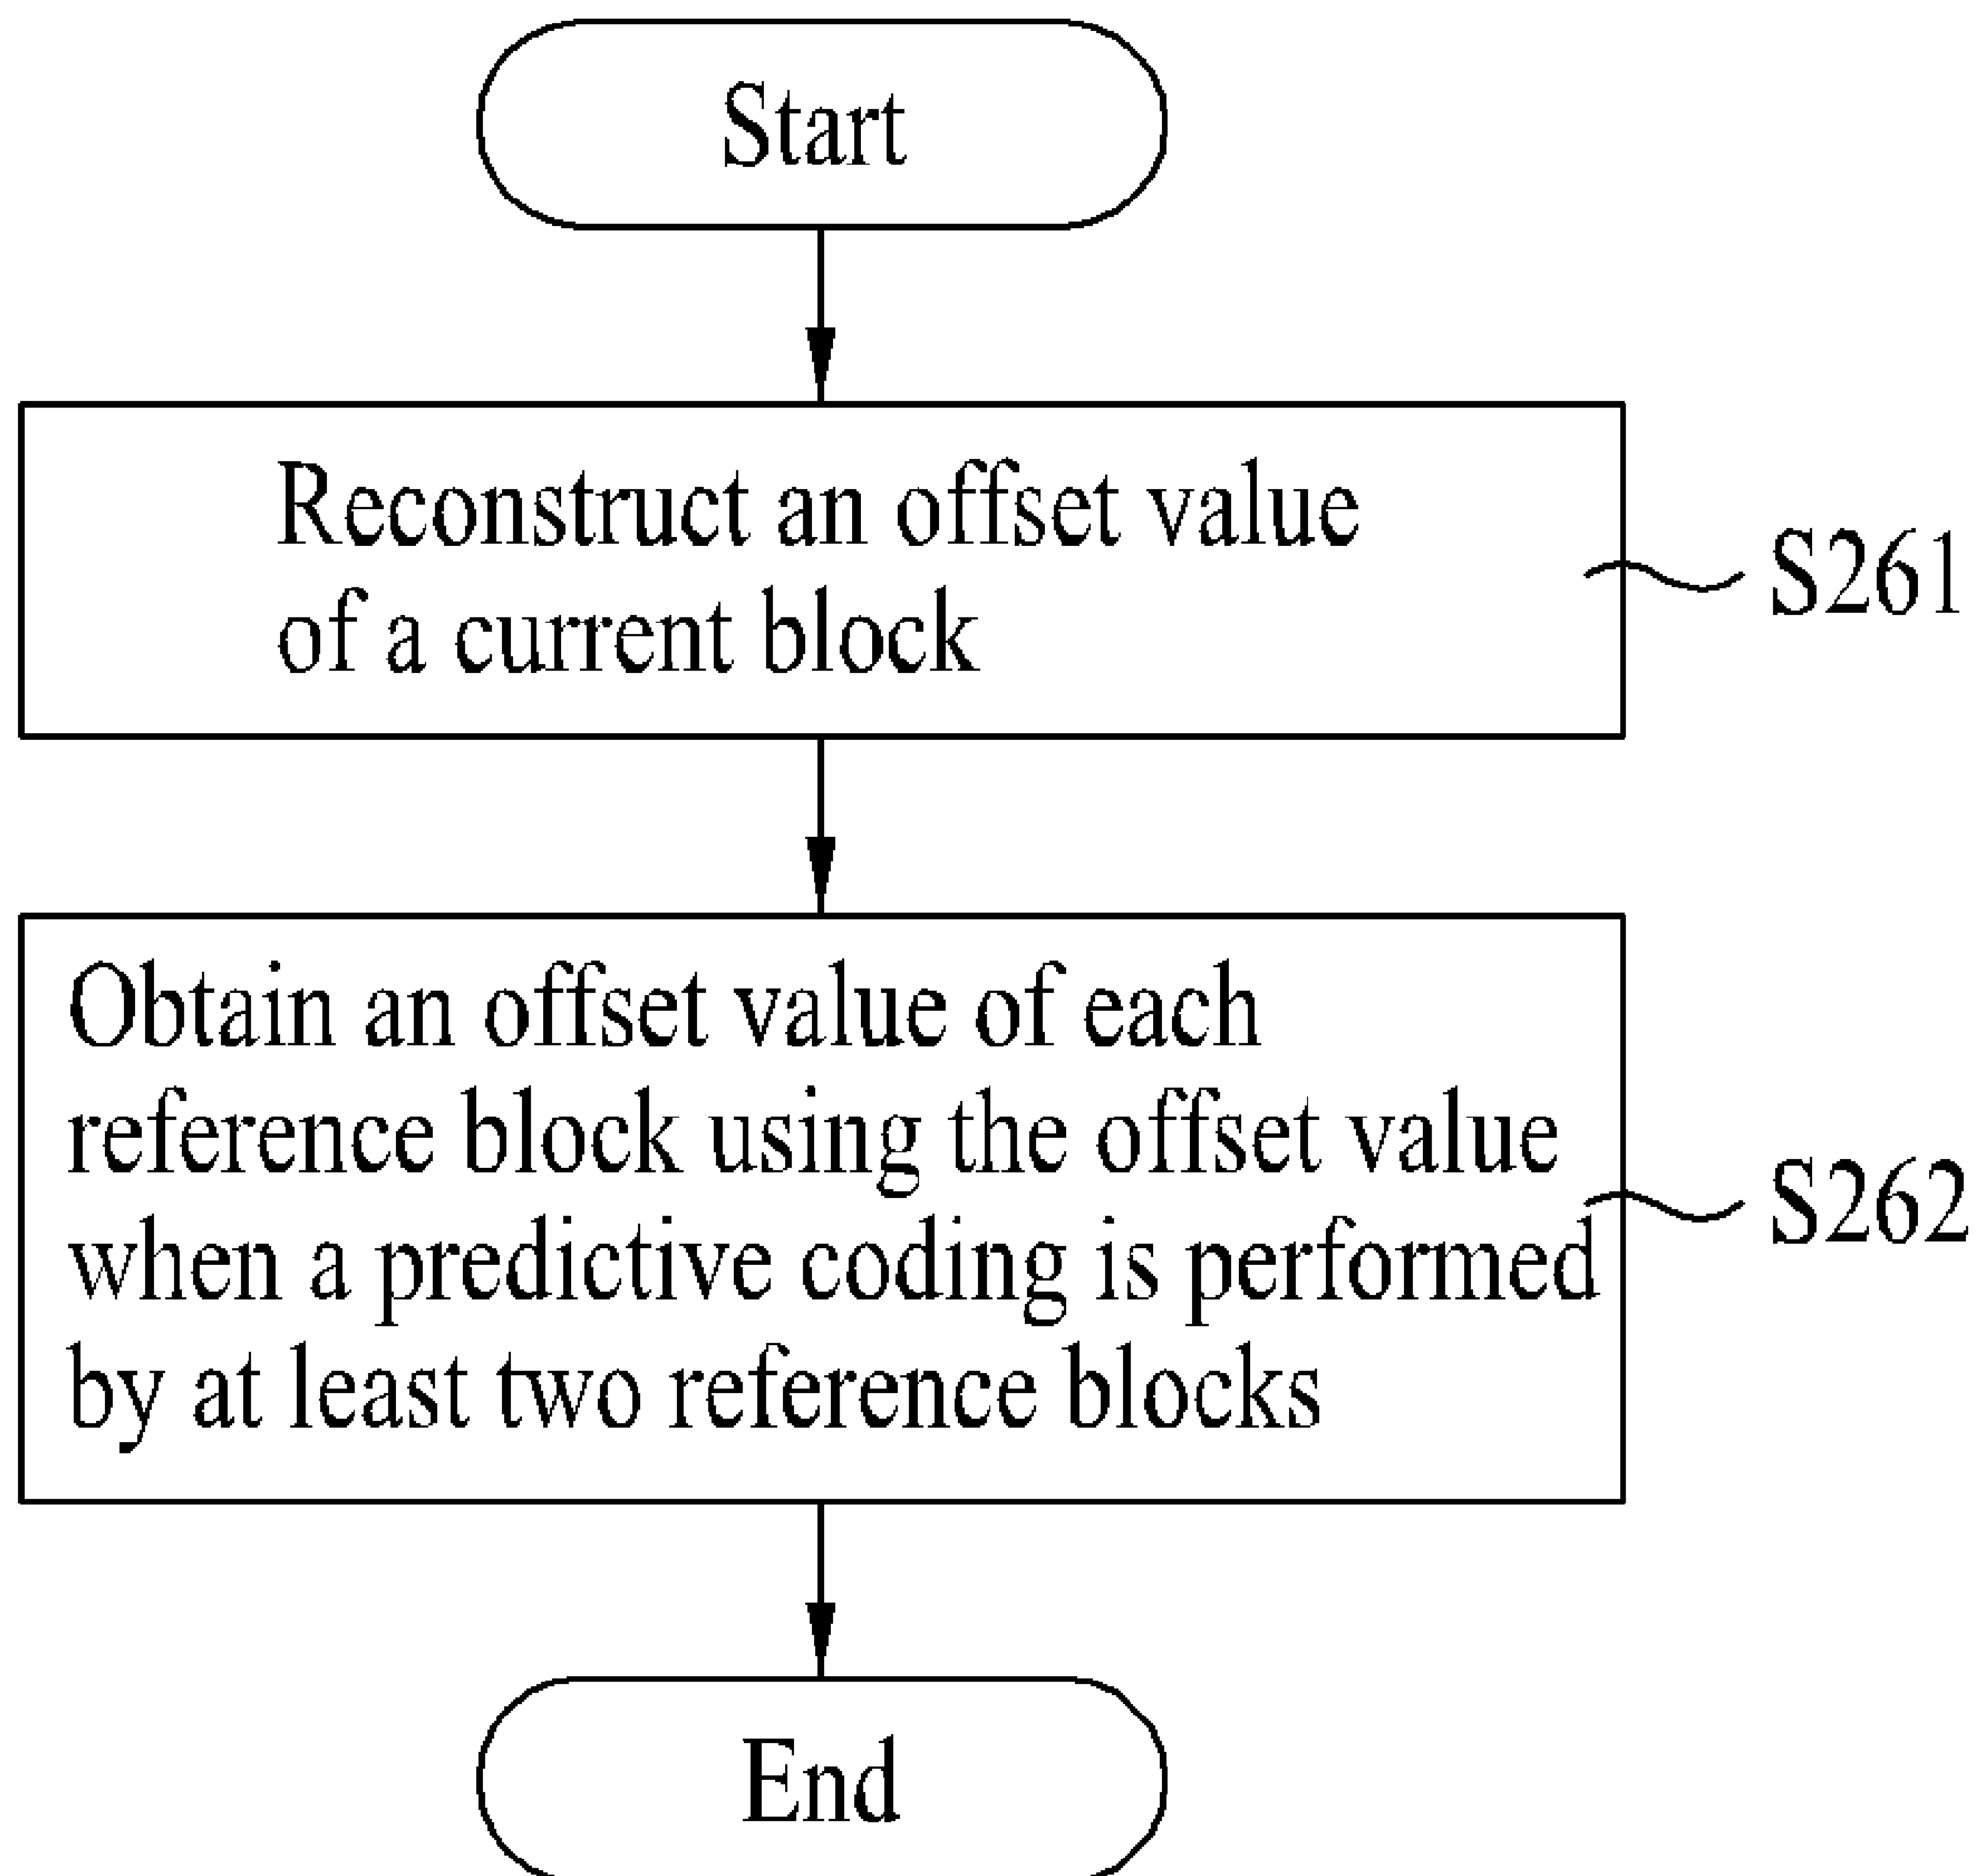 Start
Reconstruct an offset value
of a current block
S261
Obtain an offset value of each
reference block using the offset value
when a predictive coding is performed
by at least two reference blocks
S262
End